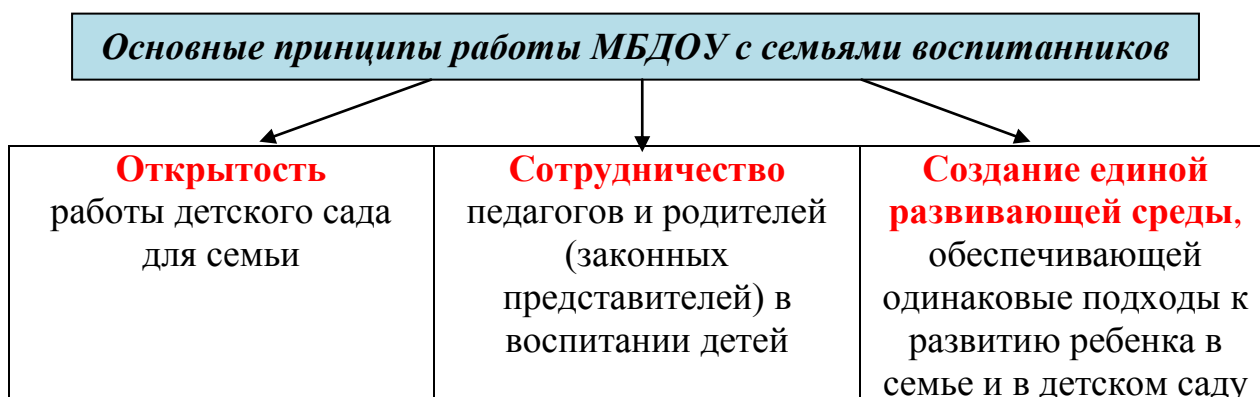 Основные принципы работы МБДОУ с семьями воспитанников
Открытость
работы детского сада
для семьи
Сотрудничество
педагогов и родителей
(законных
представителей) в
воспитании детей
Создание единой
развивающей среды,
обеспечивающей
одинаковые подходы к
развитию ребенка в
семье и в детском саду